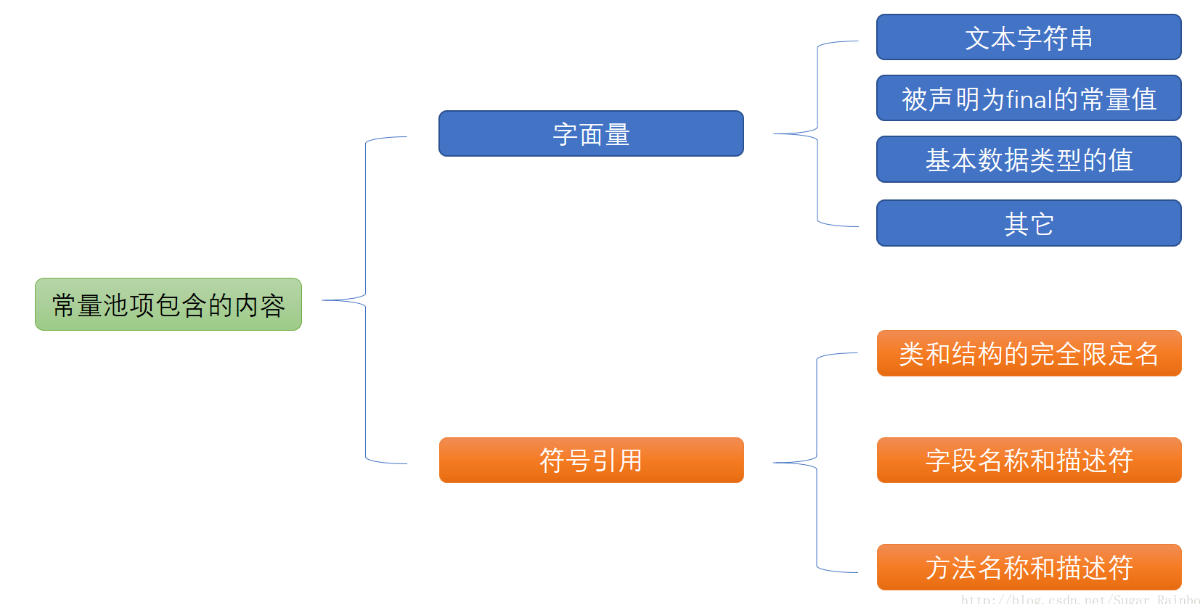 常量池项包含的内容
字面量
文本字符串
被声明为final的常量值
基本数据类型的值
其它
符号引用
类和结构的完全限定名
字段名称和描述符
方法名称和描述符
http://blog.csdn.net/Sugar_Rainbo